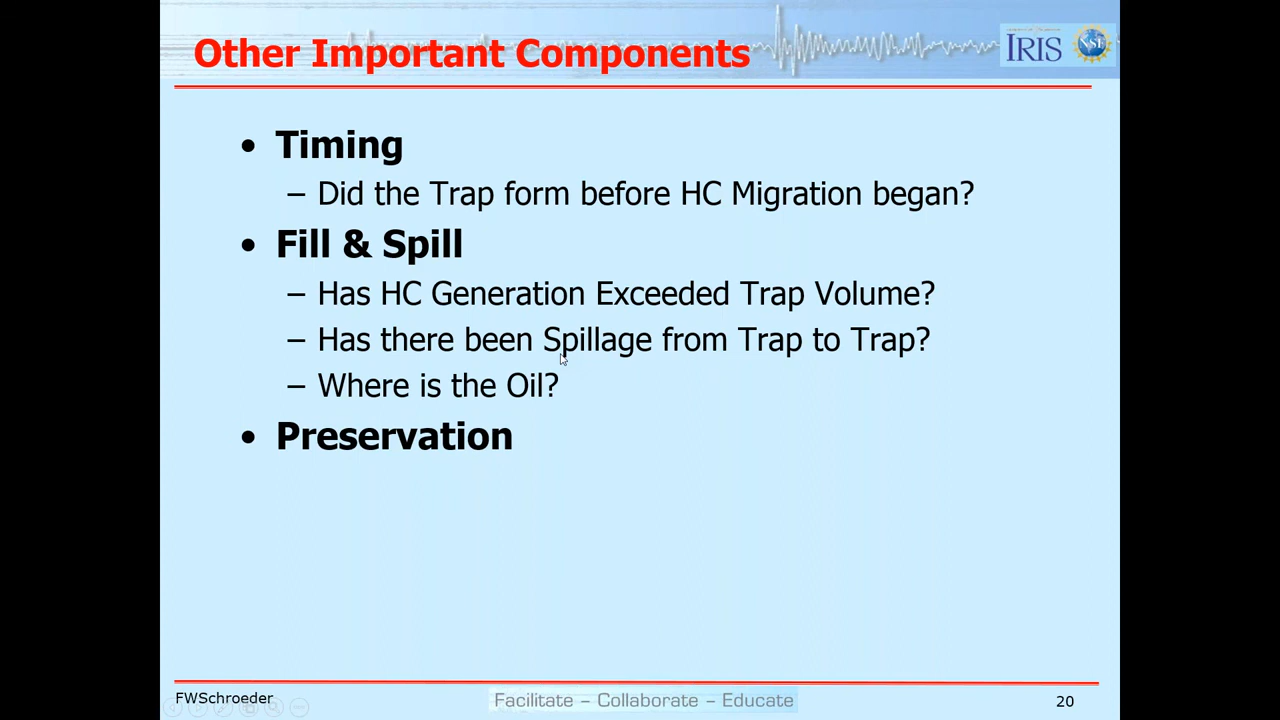 Other Important Components
IRIS
NSF
• Timing
– Did the Trap form before HC Migration began?
• Fill & Spill
– Has HC Generation Exceeded Trap Volume?
– Has there been Spillage from Trap to Trap?
– Where is the Oil?
• Preservation
FWSchroeder
Facilitate – Collaborate – Educate
20